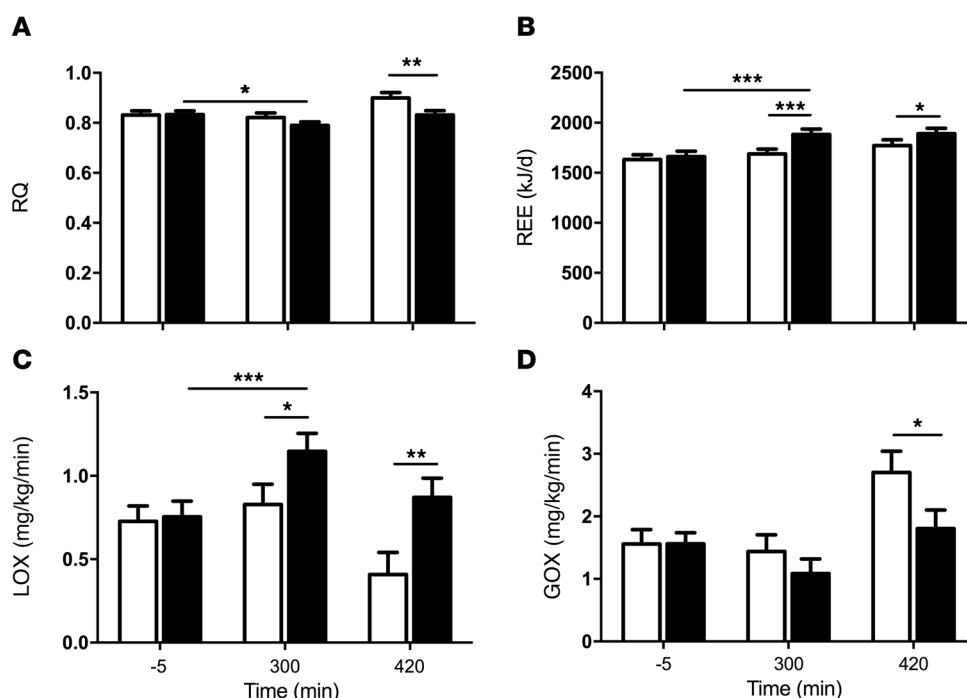 A
RQ
1.0
0.8
0.6
0.4
0.2
0.0
*
**
B
REE (kJ/d)
2500
2000
1500
1000
500
0
***
***
*
C
LOX (mg/kg/min)
1.5
1.0
0.5
0.0
***
*
**
-5 300 420
Time (min)
D
GOX (mg/kg/min)
4
3
2
1
0
*
-5 300 420
Time (min)